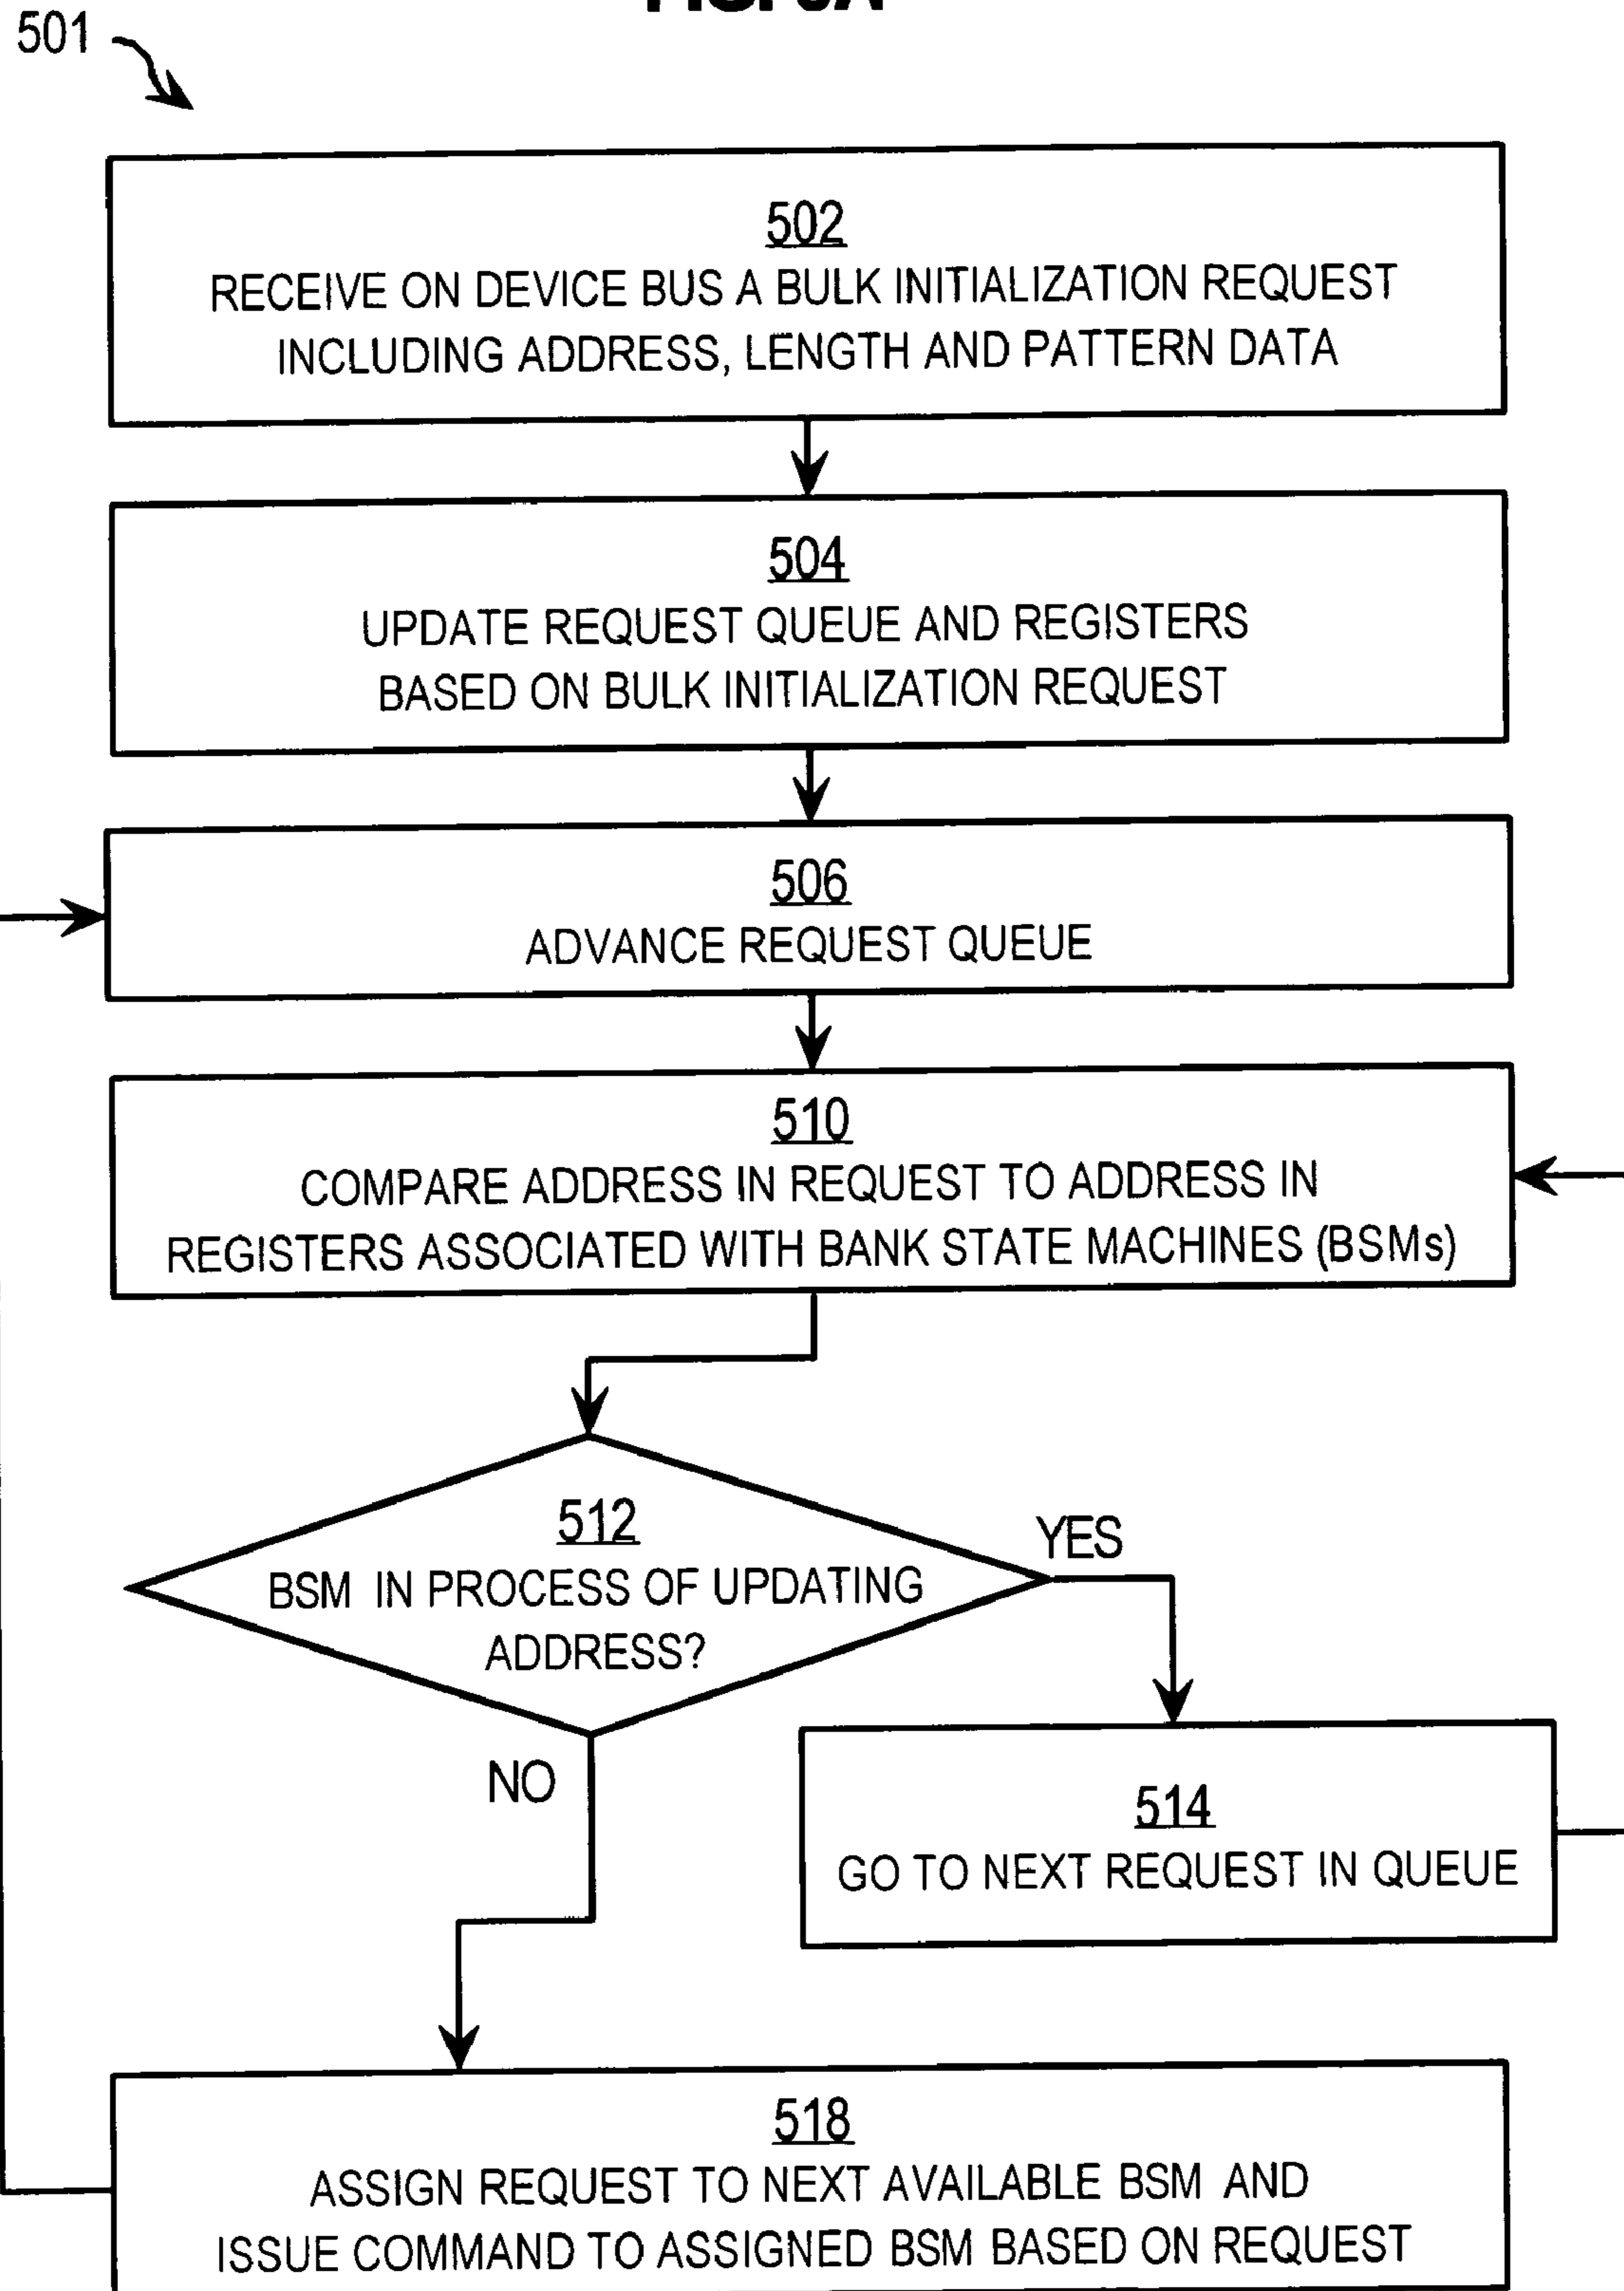 501
502
RECEIVE ON DEVICE BUS A BULK INITIALIZATION REQUEST
INCLUDING ADDRESS, LENGTH AND PATTERN DATA
504
UPDATE REQUEST QUEUE AND REGISTERS
BASED ON BULK INITIALIZATION REQUEST
506
ADVANCE REQUEST QUEUE
510
COMPARE ADDRESS IN REQUEST TO ADDRESS IN
REGISTERS ASSOCIATED WITH BANK STATE MACHINES (BSMs)
512
BSM IN PROCESS OF UPDATING
ADDRESS?
YES
NO
514
GO TO NEXT REQUEST IN QUEUE
518
ASSIGN REQUEST TO NEXT AVAILABLE BSM AND
ISSUE COMMAND TO ASSIGNED BSM BASED ON REQUEST